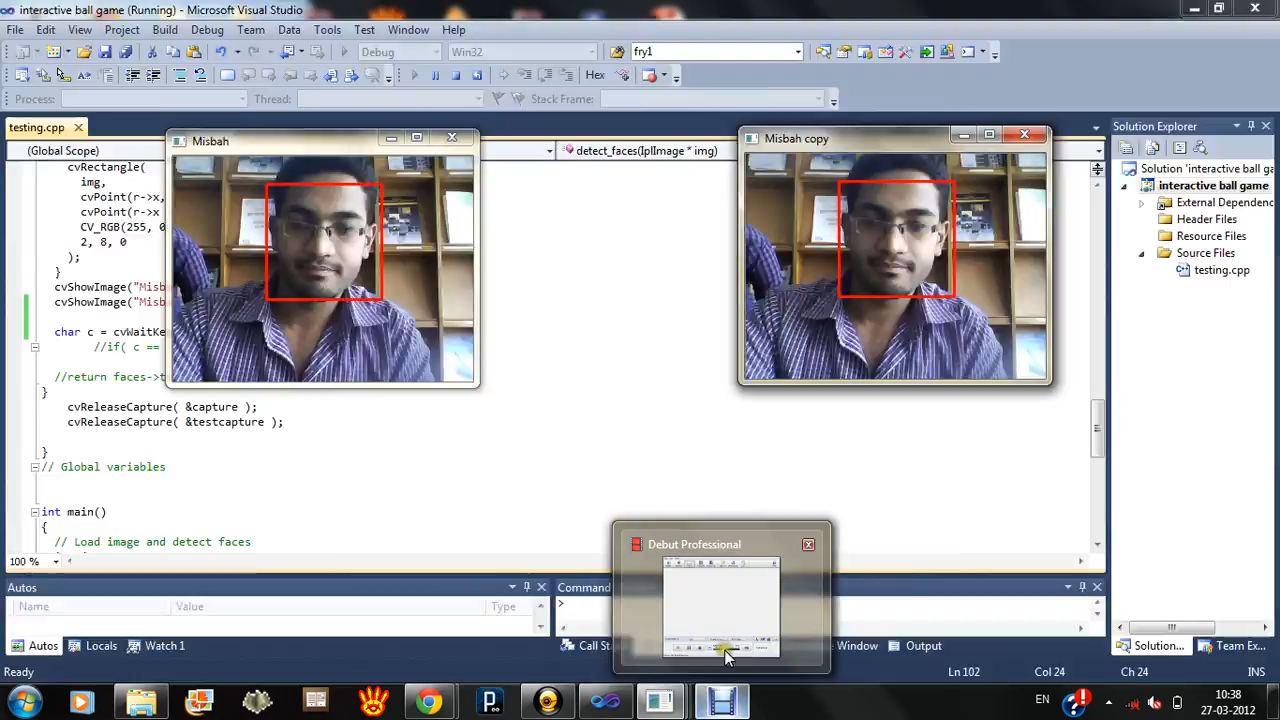 interactive ball game (Running) - Microsoft Visual Studio
File Edit View Project Build Debug Team Data Tools Test Window Help
Debug Win32 fry1
Hex
Process: Thread: Stack Frame:
testing.cpp
(Global Scope) detect_faces(IplImage * img)
cvRectangle(
img,
cvPoint(r->x,
cvPoint(r->x
CV_RGB(255, 0
2, 8, 0
);
}
cvShowImage("Misb
cvShowImage("Misb
char c = cvWaitKe
//if( c ==
//return faces->t
}
cvReleaseCapture( &capture );
cvReleaseCapture( &testcapture );
}
// Global variables
int main()
{
// Load image and detect faces
100 %
Misbah
Misbah copy
Solution Explorer
Solution 'interactive ball ga
interactive ball game
External Dependenc
Header Files
Resource Files
Source Files
testing.cpp
Debut Professional
Autos
Name Value Type
Autos Locals Watch 1
Command
>
Call Sta
Window Output
Solution... Team Ex...
Ready Ln 102 Col 24 Ch 24
EN 10:38
27-03-2012